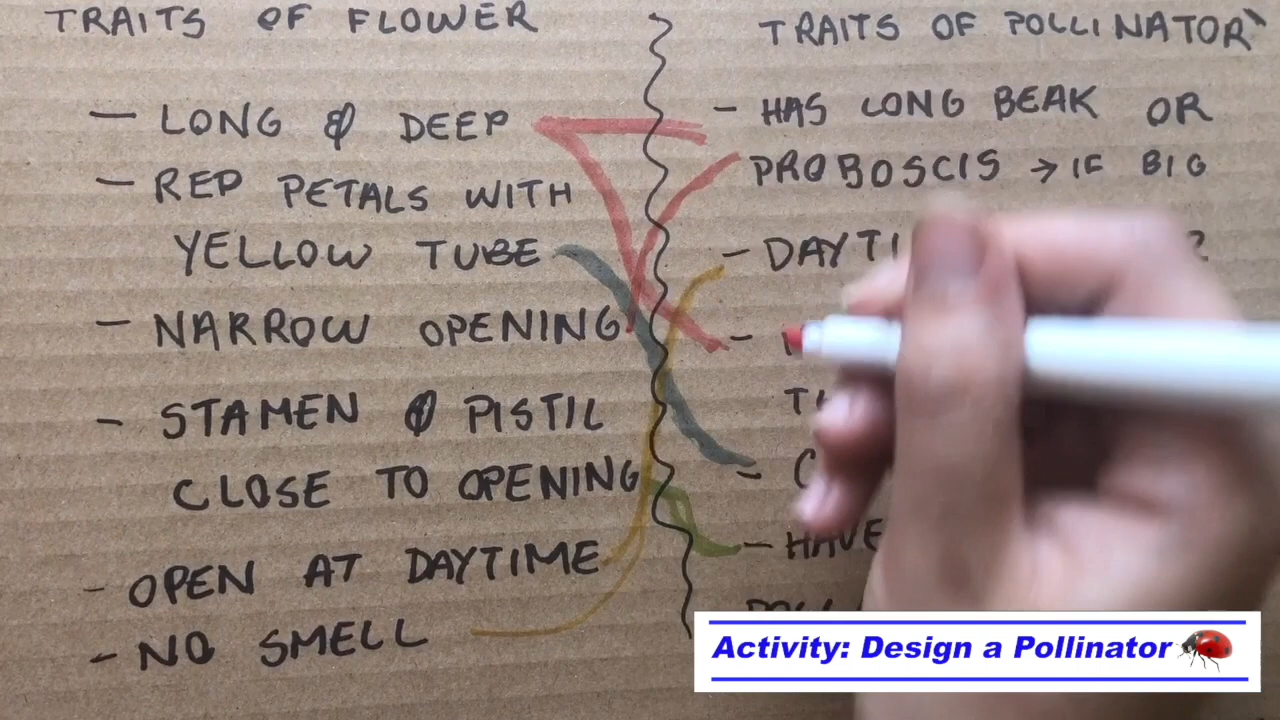 TRAITS OF FLOWER
- LONG & DEEP
- RED PETALS WITH
YELLOW TUBE
- NARROW OPENING
- STAMEN & PISTIL
CLOSE TO OPENING
- OPEN AT DAYTIME
- NO SMELL
TRAITS OF POLLINATOR
- HAS LONG BEAK OR
PROBOSCIS → IF BIG
-
-
-
- HAVE
Activity: Design a Pollinator